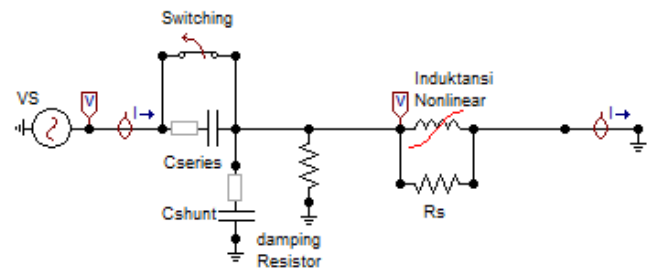 Switching
VS
V
I
Cseries
Cshunt
damping
Resistor
V
Induktansi
Nonlinear
Rs
I